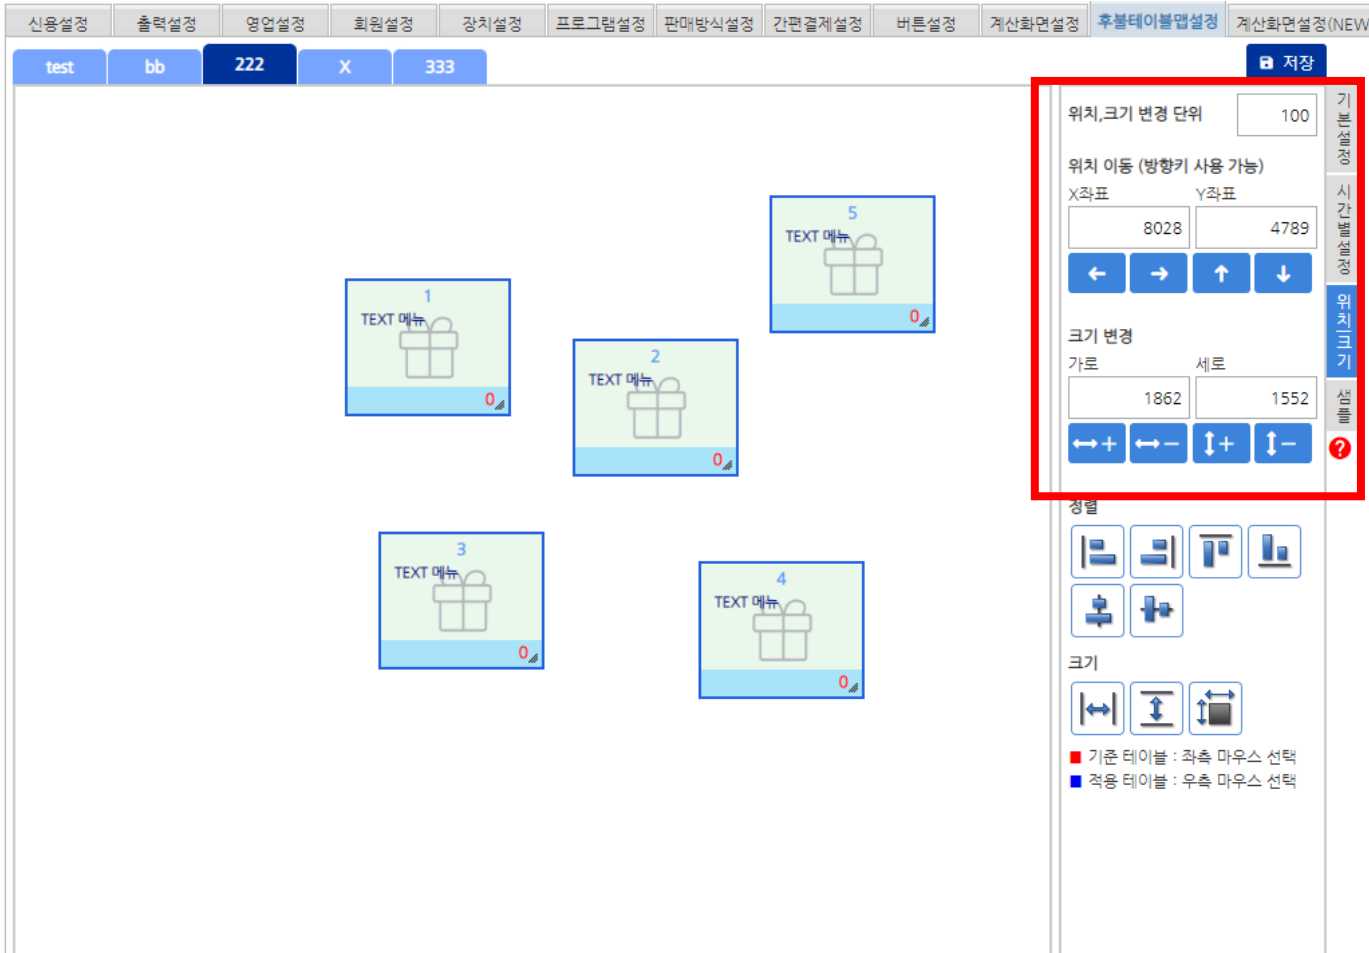 신용설정 출력설정 영업설정 회원설정 장치설정 프로그램설정 판매방식설정 간편결제설정 버튼설정 계산화면설정 후불테이블맵설정 계산화면설정(NEW
test bb 222 X 333 저장
위치,크기 변경 단위 100
위치 이동 (방향키 사용 가능)
X좌표 Y좌표
8028 4789
크기 변경
가로 세로
1862 1552
+ − + −
정렬
크기
기준 테이블 : 좌측 마우스 선택
적용 테이블 : 우측 마우스 선택
기본설정
시간별설정
위치|크기
샘플
?
5
TEXT 메뉴
0
1
TEXT 메뉴
0
2
TEXT 메뉴
0
3
TEXT 메뉴
0
4
TEXT 메뉴
0